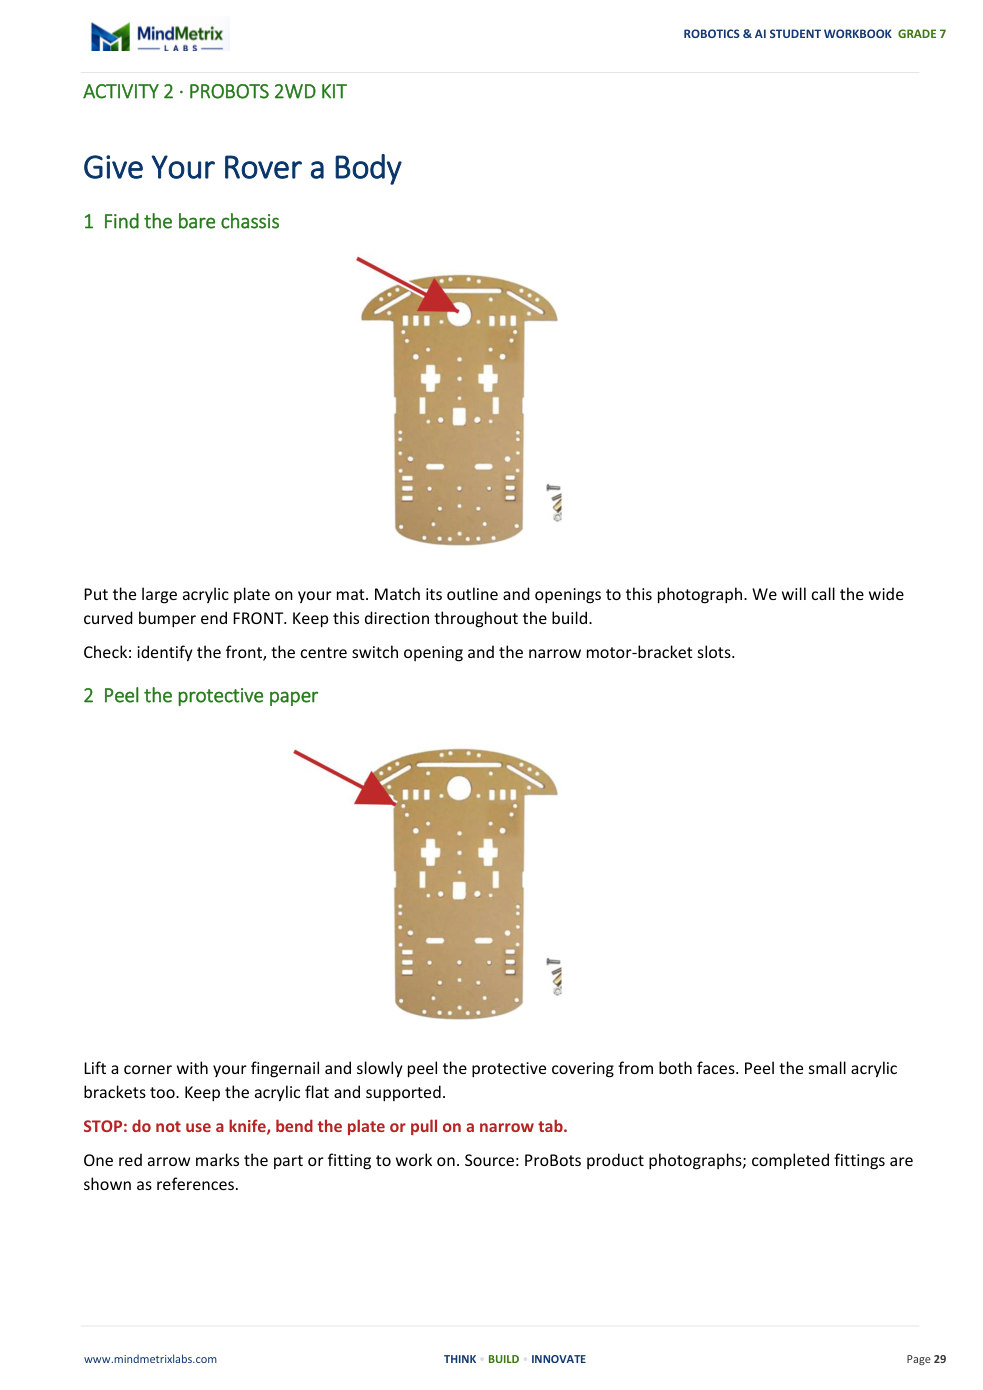 MindMetrix
LABS
ROBOTICS & AI STUDENT WORKBOOK GRADE 7
ACTIVITY 2 · PROBOTS 2WD KIT
Give Your Rover a Body
1 Find the bare chassis
Put the large acrylic plate on your mat. Match its outline and openings to this photograph. We will call the wide
curved bumper end FRONT. Keep this direction throughout the build.
Check: identify the front, the centre switch opening and the narrow motor-bracket slots.
2 Peel the protective paper
Lift a corner with your fingernail and slowly peel the protective covering from both faces. Peel the small acrylic
brackets too. Keep the acrylic flat and supported.
STOP: do not use a knife, bend the plate or pull on a narrow tab.
One red arrow marks the part or fitting to work on. Source: ProBots product photographs; completed fittings are
shown as references.
www.mindmetrixlabs.com
THINK • BUILD • INNOVATE
Page 29